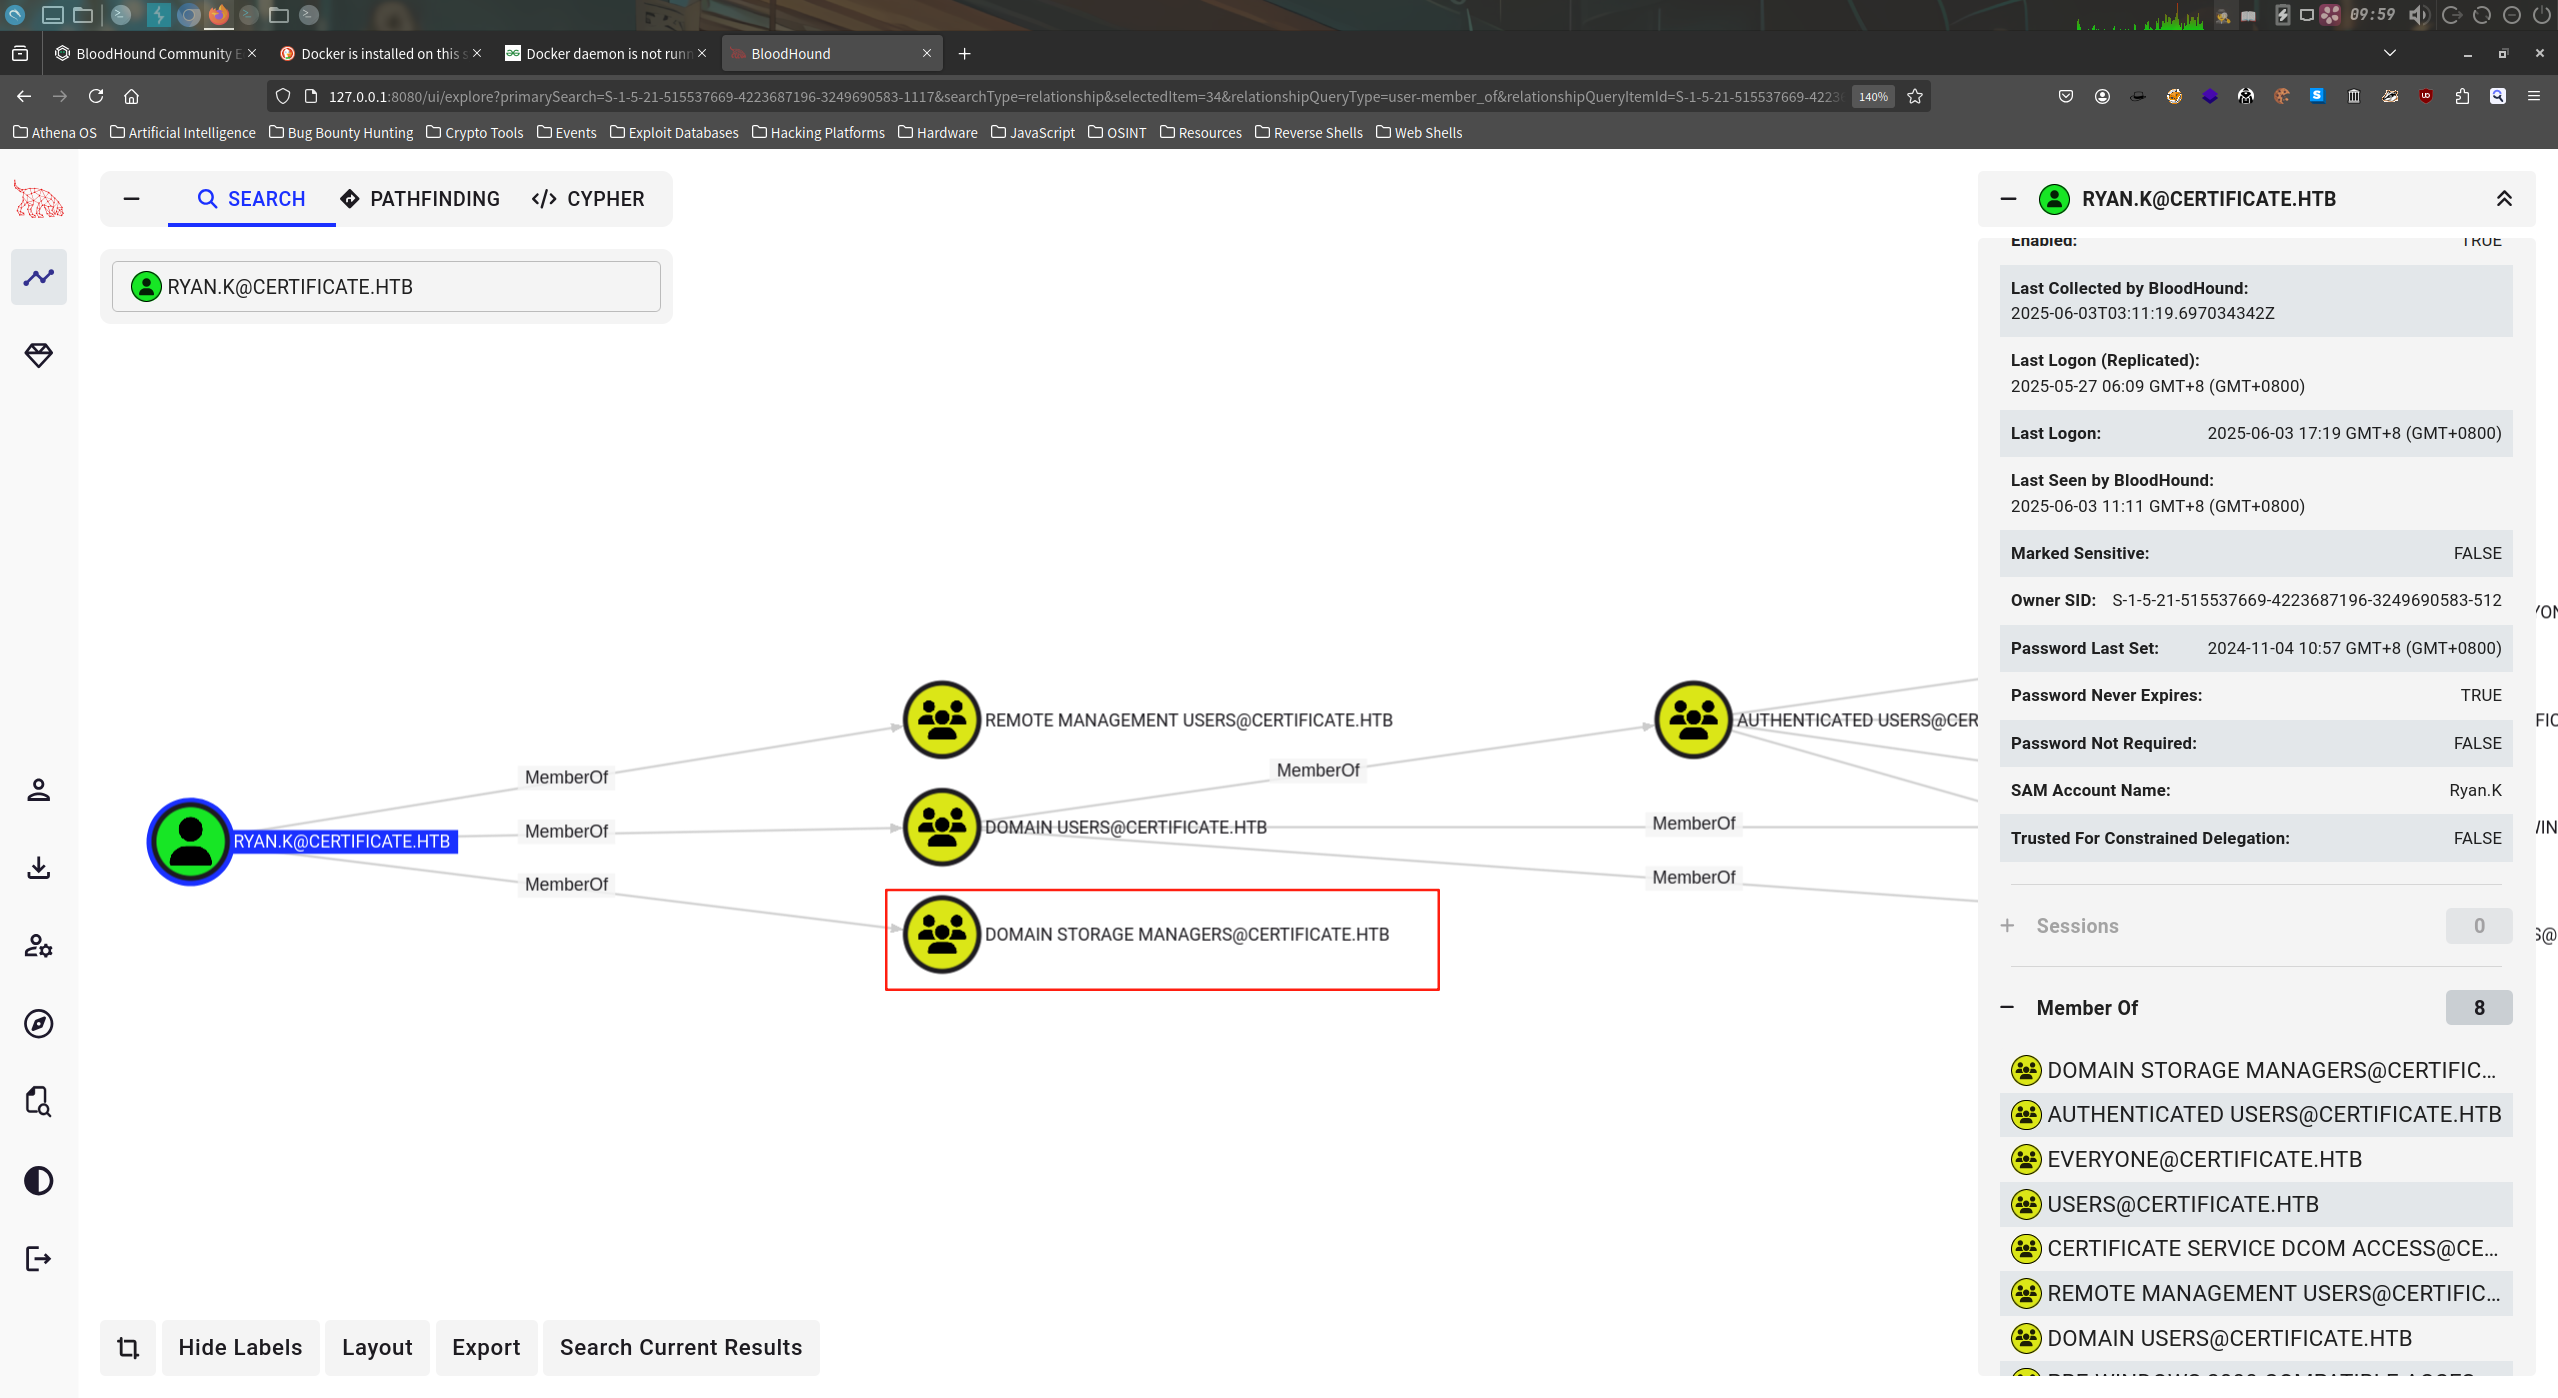 09:59
BloodHound Community E
Docker is installed on this s
Docker daemon is not runn
BloodHound
127.0.0.1:8080/ui/explore?primarySearch=S-1-5-21-515537669-4223687196-3249690583-1117&searchType=relationship&selectedItem=34&relationshipQueryType=user-member_of&relationshipQueryItemId=S-1-5-21-515537669-4223
140%
Athena OS
Artificial Intelligence
Bug Bounty Hunting
Crypto Tools
Events
Exploit Databases
Hacking Platforms
Hardware
JavaScript
OSINT
Resources
Reverse Shells
Web Shells
SEARCH
PATHFINDING
CYPHER
RYAN.K@CERTIFICATE.HTB
RYAN.K@CERTIFICATE.HTB
MemberOf
MemberOf
MemberOf
REMOTE MANAGEMENT USERS@CERTIFICATE.HTB
DOMAIN USERS@CERTIFICATE.HTB
DOMAIN STORAGE MANAGERS@CERTIFICATE.HTB
MemberOf
AUTHENTICATED USERS@CER
MemberOf
MemberOf
RYAN.K@CERTIFICATE.HTB
Enabled: TRUE
Last Collected by BloodHound:
2025-06-03T03:11:19.697034342Z
Last Logon (Replicated):
2025-05-27 06:09 GMT+8 (GMT+0800)
Last Logon: 2025-06-03 17:19 GMT+8 (GMT+0800)
Last Seen by BloodHound:
2025-06-03 11:11 GMT+8 (GMT+0800)
Marked Sensitive: FALSE
Owner SID: S-1-5-21-515537669-4223687196-3249690583-512
Password Last Set: 2024-11-04 10:57 GMT+8 (GMT+0800)
Password Never Expires: TRUE
Password Not Required: FALSE
SAM Account Name: Ryan.K
Trusted For Constrained Delegation: FALSE
Sessions 0
Member Of 8
DOMAIN STORAGE MANAGERS@CERTIFIC...
AUTHENTICATED USERS@CERTIFICATE.HTB
EVERYONE@CERTIFICATE.HTB
USERS@CERTIFICATE.HTB
CERTIFICATE SERVICE DCOM ACCESS@CE...
REMOTE MANAGEMENT USERS@CERTIFIC...
DOMAIN USERS@CERTIFICATE.HTB
Hide Labels
Layout
Export
Search Current Results